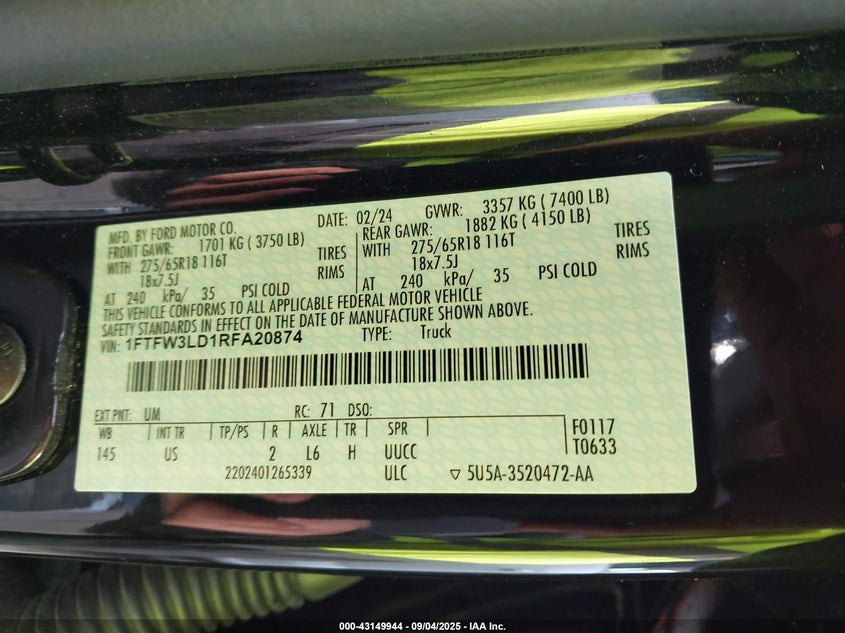 MFD. BY FORD MOTOR CO.
DATE: 02/24 GVWR: 3357 KG ( 7400 LB)
FRONT GAWR: 1701 KG ( 3750 LB)
REAR GAWR: 1882 KG ( 4150 LB)
WITH 275/65R18 116T TIRES
WITH 275/65R18 116T TIRES
18x7.5J RIMS
18x7.5J RIMS
AT 240 kPa/ 35 PSI COLD
AT 240 kPa/ 35 PSI COLD
THIS VEHICLE CONFORMS TO ALL APPLICABLE FEDERAL MOTOR VEHICLE
SAFETY STANDARDS IN EFFECT ON THE DATE OF MANUFACTURE SHOWN ABOVE.
VIN: 1FTFW3LD1RFA20874 TYPE: Truck
EXT PNT: UM RC: 71 DSO:
WB INT TR TP/PS R AXLE TR SPR F0117
145 US 2 L6 H UUCC T0633
2202401265339 ULC ▽ 5U5A-3520472-AA
000-43149944 - 09/04/2025 - IAA Inc.